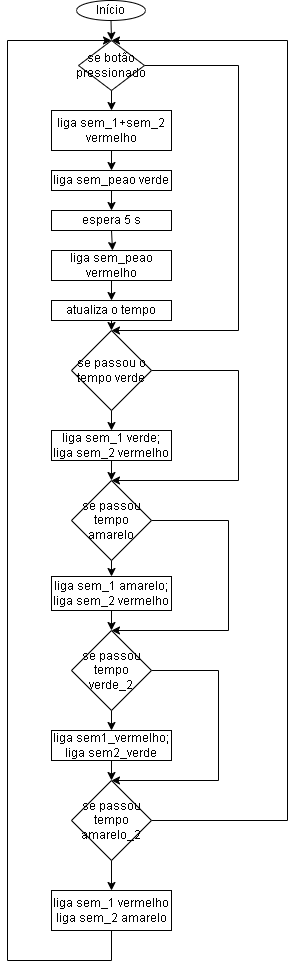 Início
se botão
pressionado
liga sem_1+sem_2
vermelho
liga sem_peao verde
espera 5 s
liga sem_peao
vermelho
atualiza o tempo
se passou o
tempo verde
liga sem_1 verde;
liga sem_2 vermelho
se passou
tempo
amarelo
liga sem_1 amarelo;
liga sem_2 vermelho
se passou
tempo
verde_2
liga sem1_vermelho;
liga sem2_verde
se passou
tempo
amarelo_2
liga sem_1 vermelho
liga sem_2 amarelo